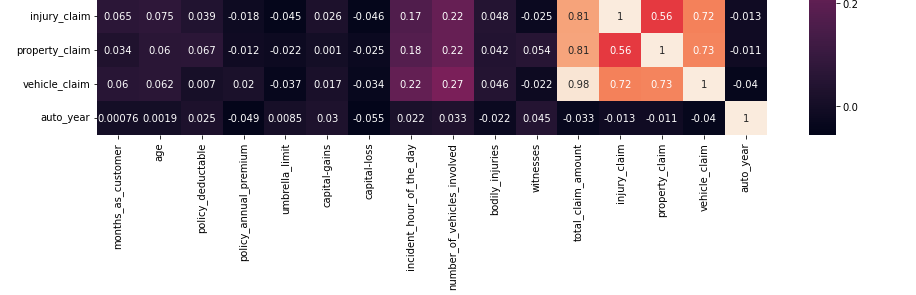 injury_claim 0.065 0.075 0.039 -0.018 -0.045 0.026 -0.046 0.17 0.22 0.048 -0.025 0.81 1 0.56 0.72 -0.013
0.2
property_claim 0.034 0.06 0.067 -0.012 -0.022 0.001 -0.025 0.18 0.22 0.042 0.054 0.81 0.56 1 0.73 -0.011
vehicle_claim 0.06 0.062 0.007 0.02 -0.037 0.017 -0.034 0.22 0.27 0.046 -0.022 0.98 0.72 0.73 1 -0.04
0.0
auto_year 0.00076 0.0019 0.025 -0.049 0.0085 0.03 -0.055 0.022 0.033 -0.022 0.045 -0.033 -0.013 -0.011 -0.04 1
months_as_customer
age
policy_deductable
policy_annual_premium
umbrella_limit
capital-gains
capital-loss
incident_hour_of_the_day
number_of_vehicles_involved
bodily_injuries
witnesses
total_claim_amount
injury_claim
property_claim
vehicle_claim
auto_year